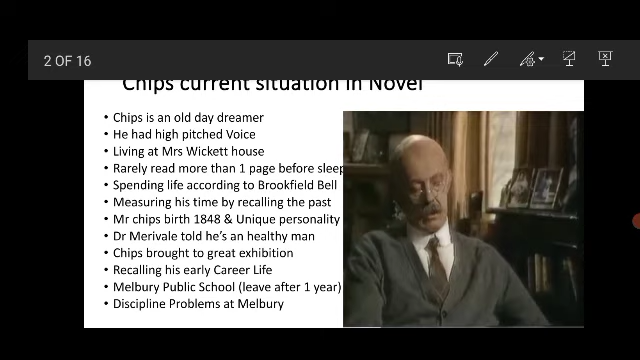 2 OF 16
Chips current situation in Novel
• Chips is an old day dreamer
• He had high pitched Voice
• Living at Mrs Wickett house
• Rarely read more than 1 page before sleep
• Spending life according to Brookfield Bell
• Measuring his time by recalling the past
• Mr chips birth 1848 & Unique personality
• Dr Merivale told he's an healthy man
• Chips brought to great exhibition
• Recalling his early Career Life
• Melbury Public School (leave after 1 year)
• Discipline Problems at Melbury